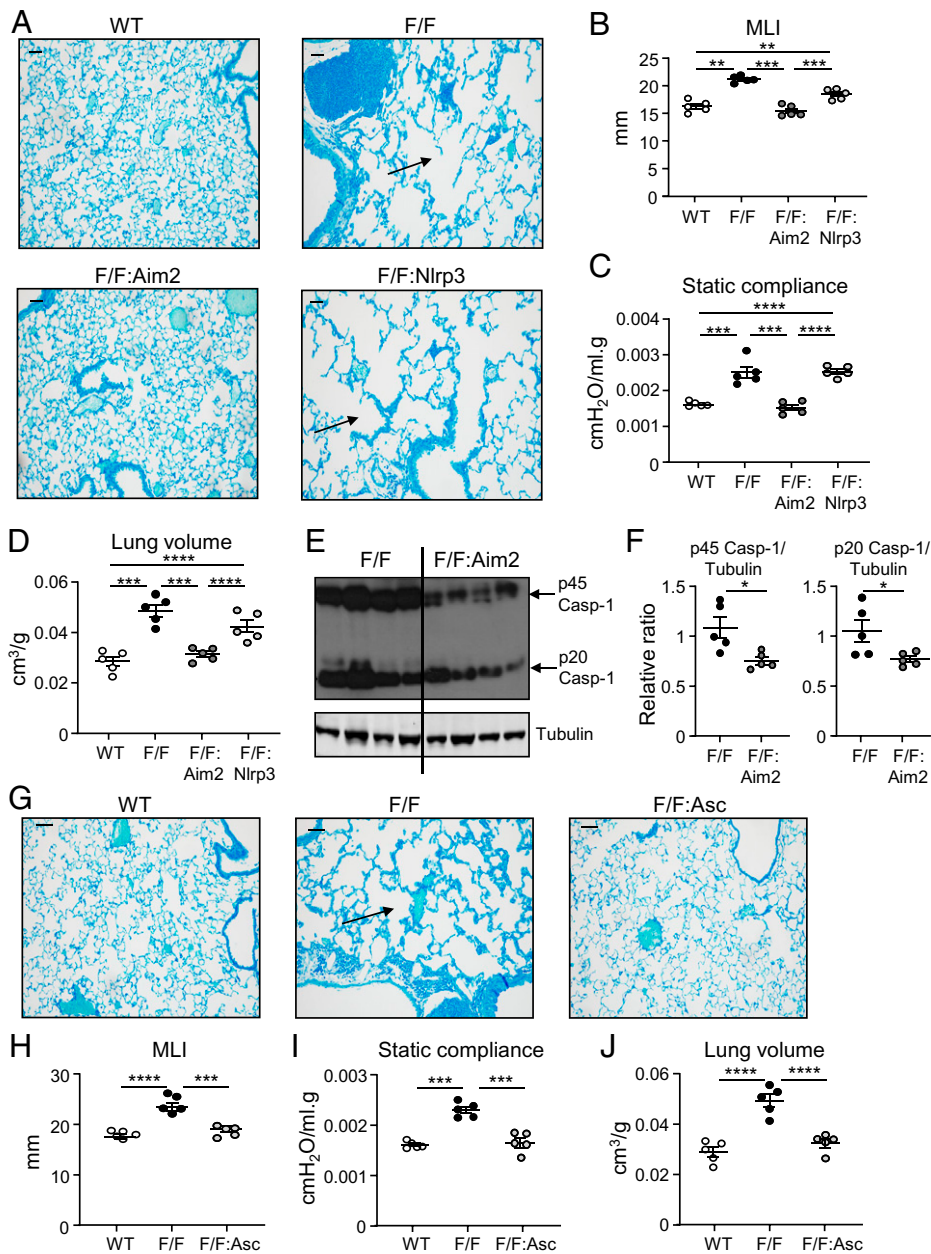 A
WT
F/F
F/F:Aim2
F/F:Nlrp3
B
MLI
**
** *** ***
25
20
15
10
5
0
mm
WT
F/F
F/F:
Aim2
F/F:
Nlrp3
C
Static compliance
****
*** *** ****
0.004
0.003
0.002
0.001
0
cmH2O/ml.g
WT
F/F
F/F:
Aim2
F/F:
Nlrp3
D
Lung volume
****
*** *** ****
0.06
0.04
0.02
0
cm3/g
WT
F/F
F/F:
Aim2
F/F:
Nlrp3
E
F/F
F/F:Aim2
p45
Casp-1
p20
Casp-1
Tubulin
F
p45 Casp-1/
Tubulin
*
1.5
1
0.5
0
Relative ratio
F/F
F/F:
Aim2
p20 Casp-1/
Tubulin
*
1.5
1
0.5
0
F/F
F/F:
Aim2
G
WT
F/F
F/F:Asc
H
MLI
**** ***
30
20
10
0
mm
WT
F/F
F/F:Asc
I
Static compliance
*** ***
0.003
0.002
0.001
0
cmH2O/ml.g
WT
F/F
F/F:Asc
J
Lung volume
**** ****
0.06
0.04
0.02
0
cm3/g
WT
F/F
F/F:Asc